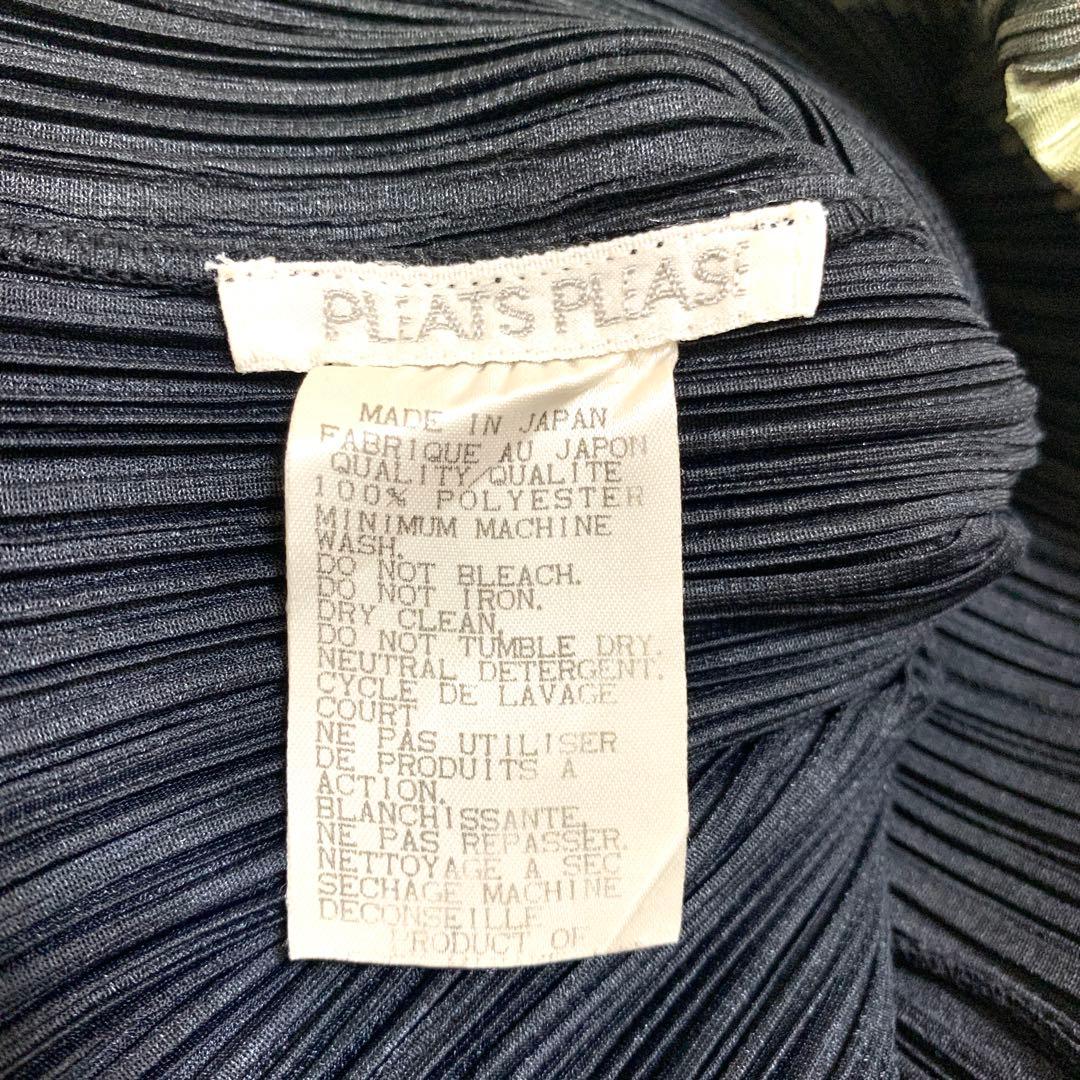 PLEATS PLEASE
MADE IN JAPAN
FABRIQUE AU JAPON
QUALITY QUALITE
100% POLYESTER
MINIMUM MACHINE
WASH.
DO NOT BLEACH.
DO NOT IRON.
DRY CLEAN,
DO NOT TUMBLE DRY.
NEUTRAL DETERGENT.
CYCLE DE LAVAGE
COURT
NE PAS UTILISER
DE PRODUITS A
ACTION.
BLANCHISSANTE,
NE PAS REPASSER.
NETTOYAGE A SEC
SECHAGE MACHINE
DECONSEILLE
PRODUCT OF